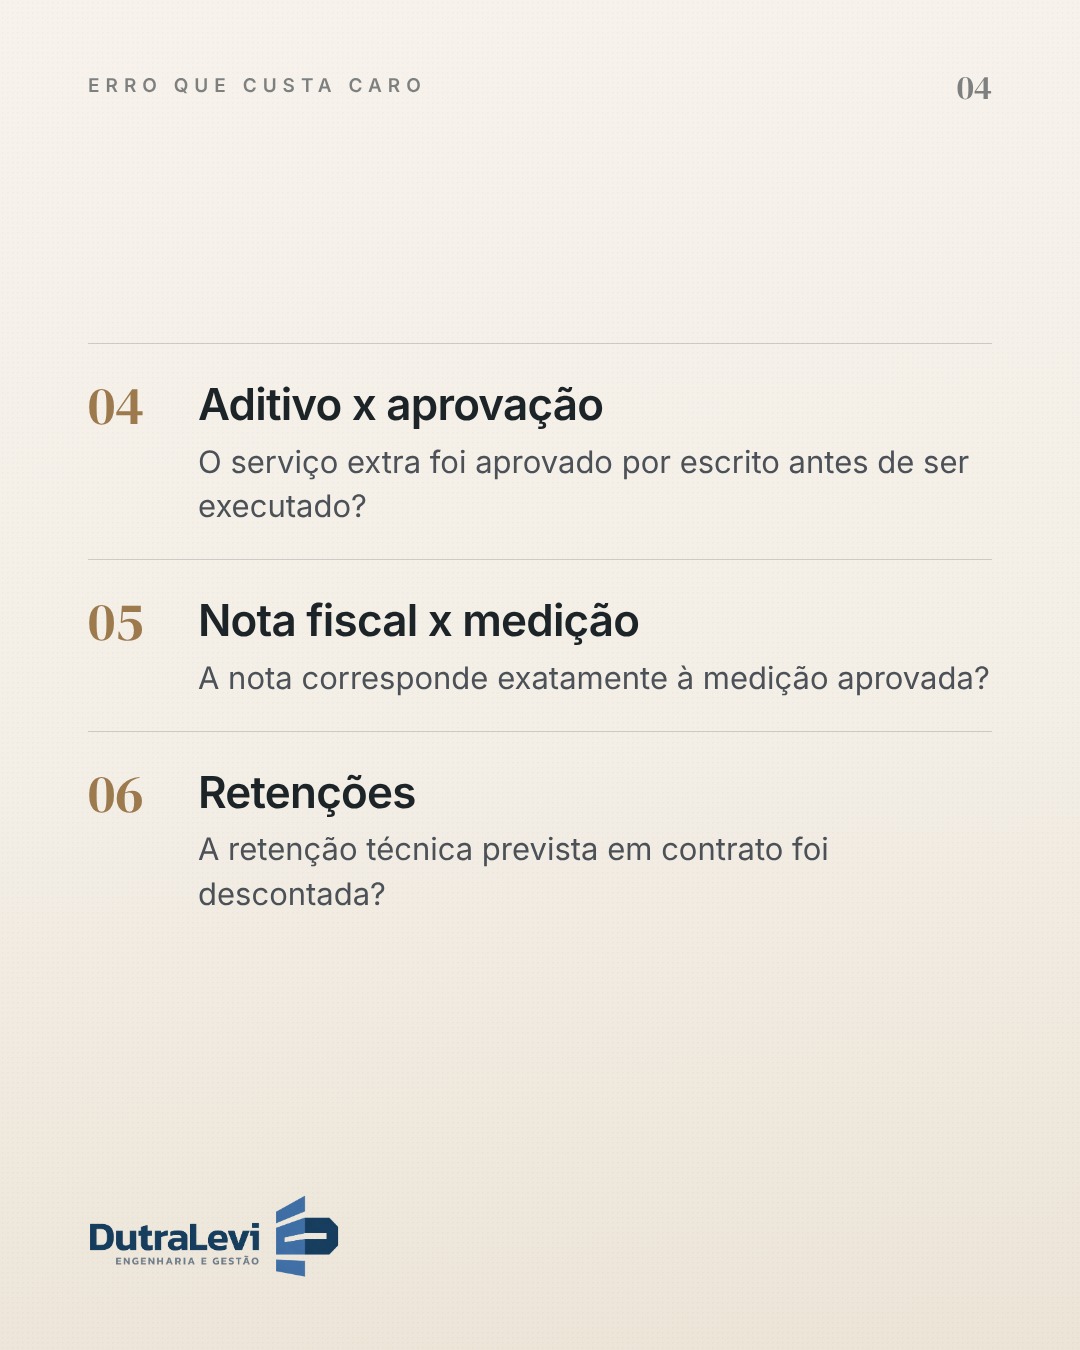 ERRO QUE CUSTA CARO
04
04
Aditivo x aprovação
O serviço extra foi aprovado por escrito antes de ser
executado?
05
Nota fiscal x medição
A nota corresponde exatamente à medição aprovada?
06
Retenções
A retenção técnica prevista em contrato foi
descontada?
DutraLevi
ENGENHARIA E GESTÃO